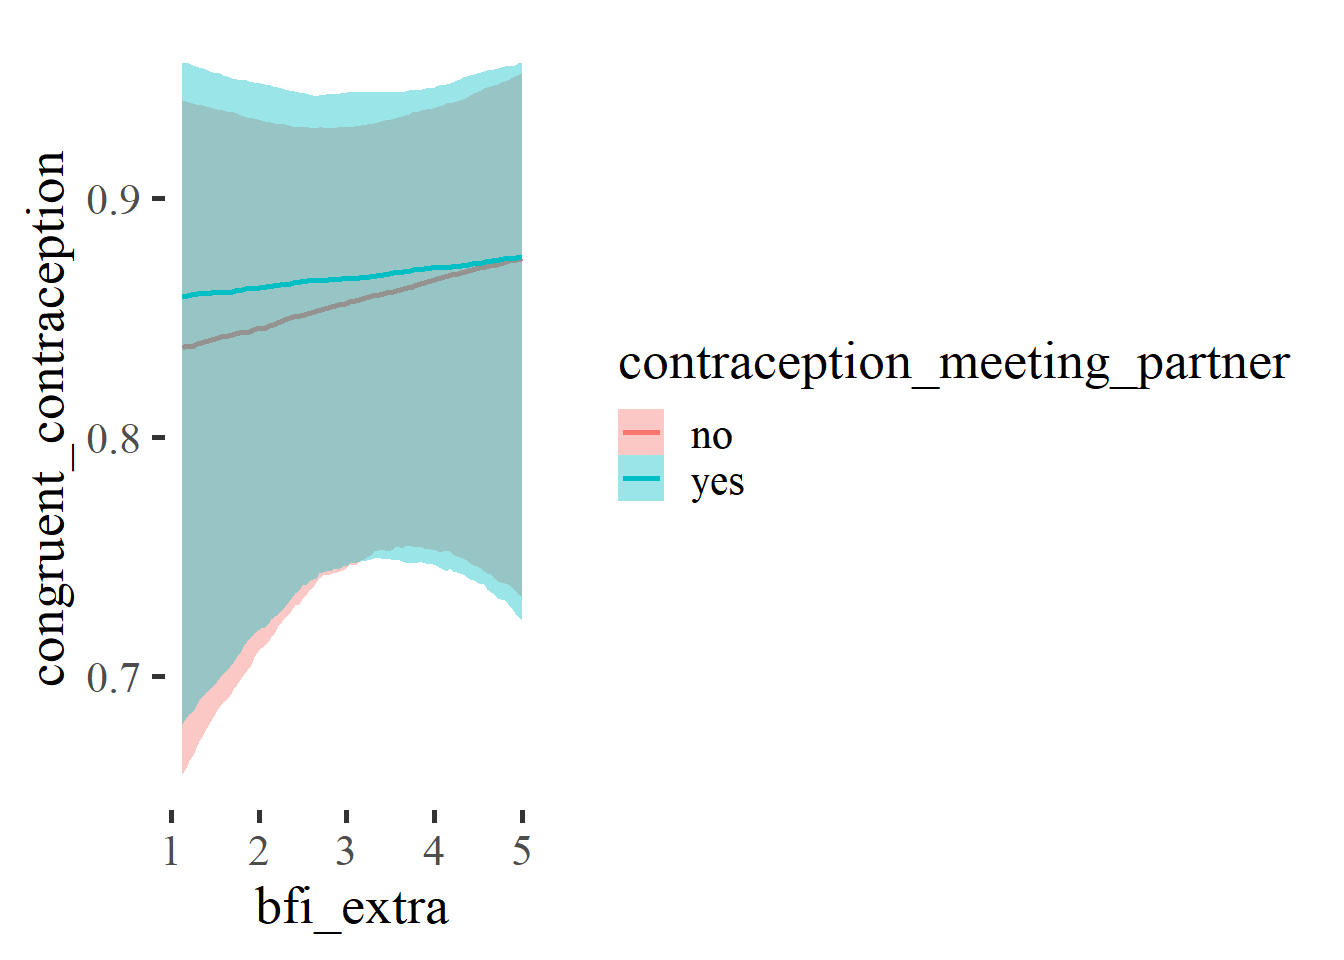 congruent_contraception
0.9
0.8
0.7
1 2 3 4 5
bfi_extra
contraception_meeting_partner
no
yes